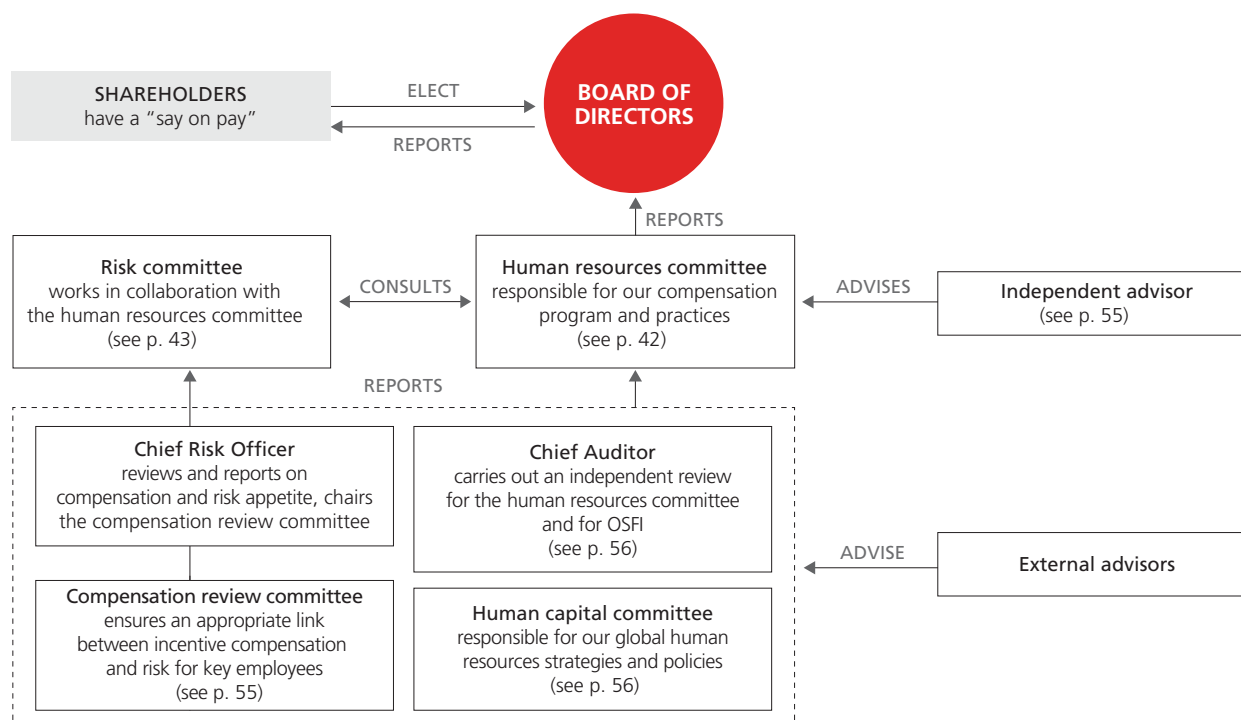 SHAREHOLDERS
have a “say on pay”
ELECT
REPORTS
BOARD OF
DIRECTORS
REPORTS
Risk committee
works in collaboration with
the human resources committee
(see p. 43)
CONSULTS
Human resources committee
responsible for our compensation
program and practices
(see p. 42)
ADVISES
Independent advisor
(see p. 55)
REPORTS
Chief Risk Officer
reviews and reports on
compensation and risk appetite, chairs
the compensation review committee
Chief Auditor
carries out an independent review
for the human resources committee
and for OSFI
(see p. 56)
ADVISE
External advisors
Compensation review committee
ensures an appropriate link
between incentive compensation
and risk for key employees
(see p. 55)
Human capital committee
responsible for our global human
resources strategies and policies
(see p. 56)